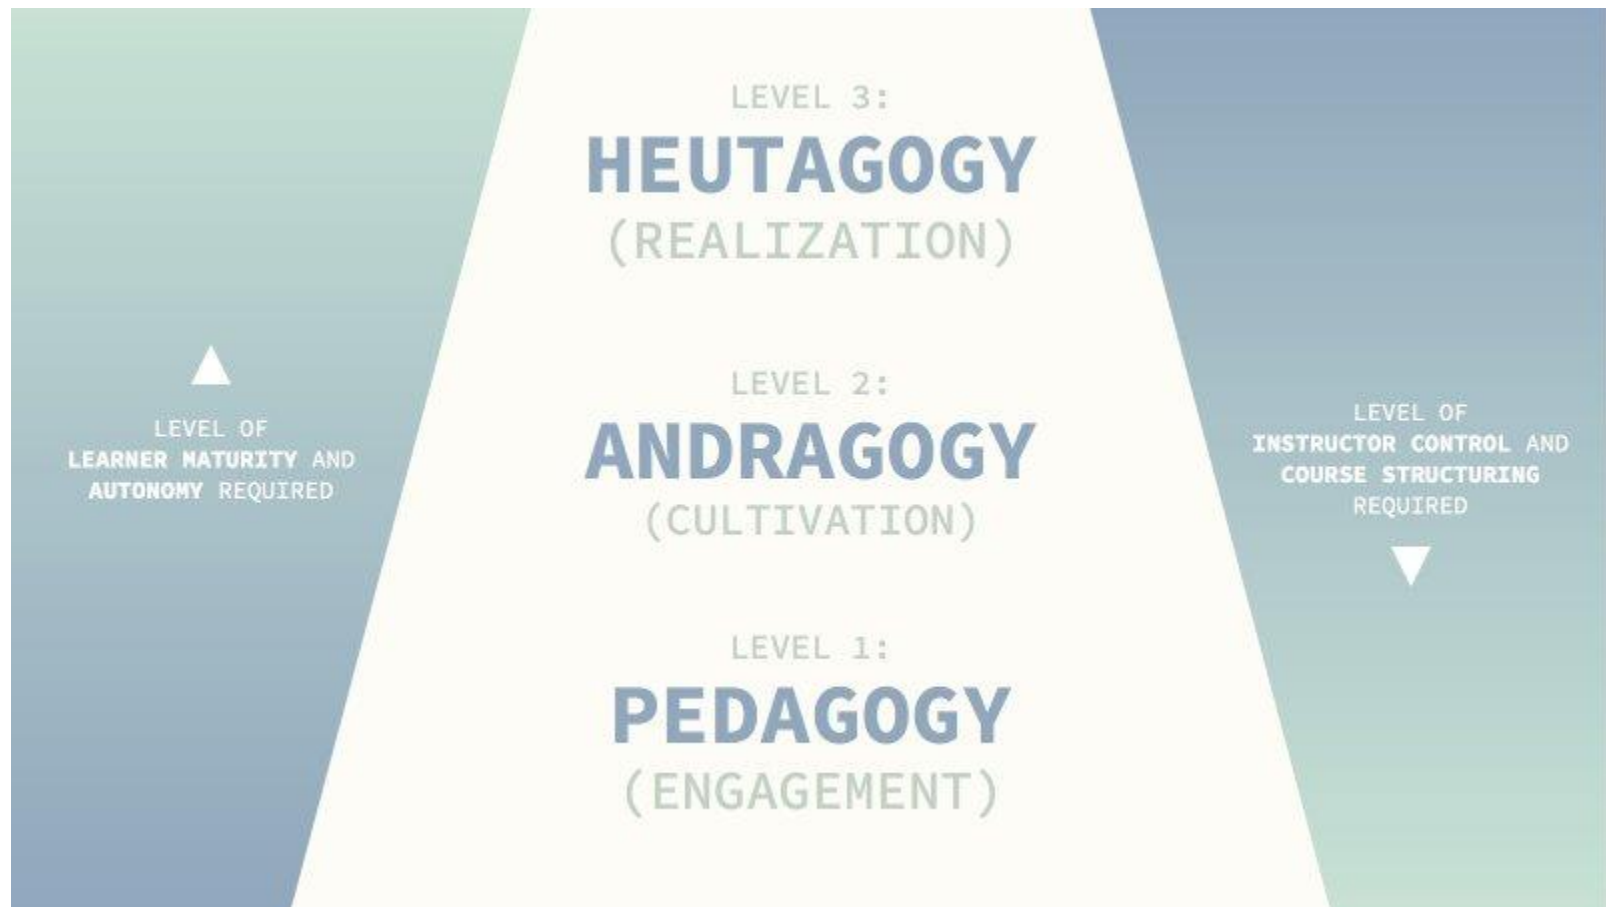 LEVEL 3:
HEUTAGOGY
(REALIZATION)
LEVEL 2:
ANDRAGOGY
(CULTIVATION)
LEVEL 1:
PEDAGOGY
(ENGAGEMENT)
LEVEL OF
LEARNER MATURITY AND
AUTONOMY REQUIRED
LEVEL OF
INSTRUCTOR CONTROL AND
COURSE STRUCTURING
REQUIRED